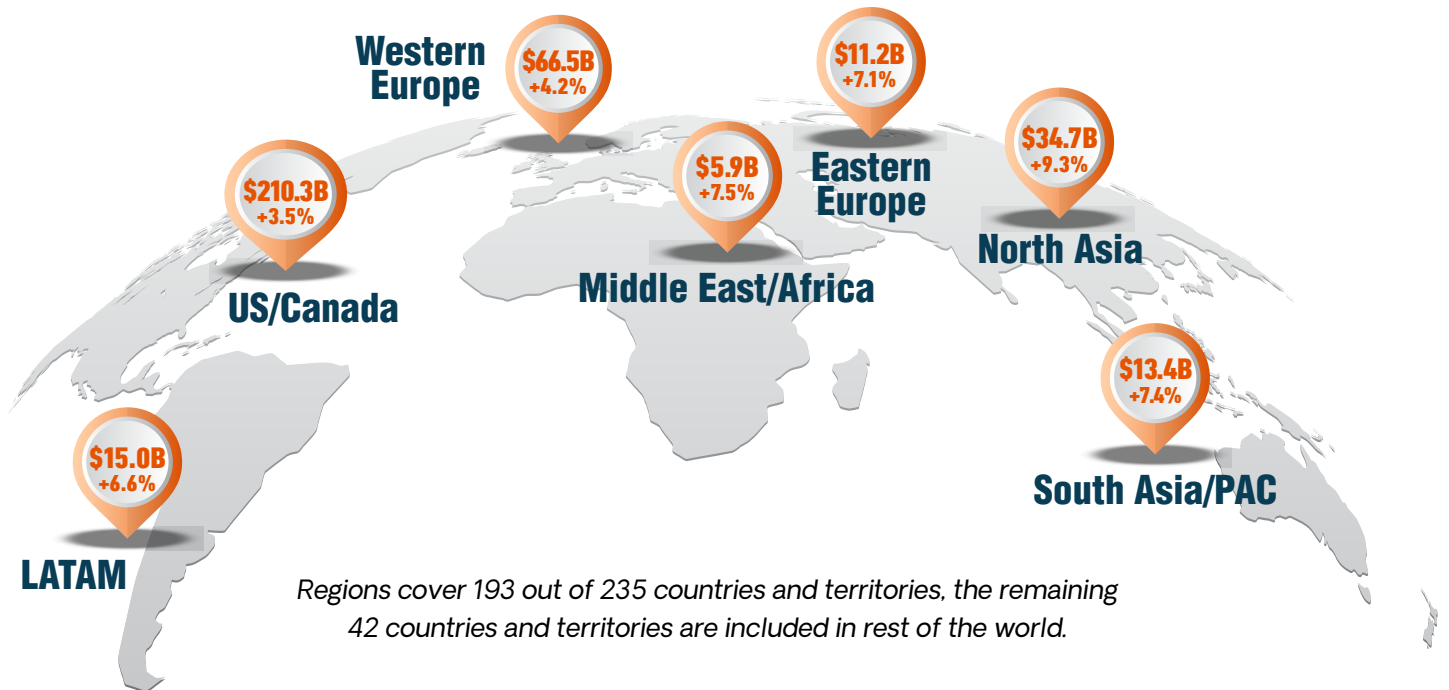 Western
Europe
$66.5B
+4.2%
$11.2B
+7.1%
Eastern
Europe
$34.7B
+9.3%
North Asia
$210.3B
+3.5%
US/Canada
$5.9B
+7.5%
Middle East/Africa
$13.4B
+7.4%
South Asia/PAC
$15.0B
+6.6%
LATAM
Regions cover 193 out of 235 countries and territories, the remaining
42 countries and territories are included in rest of the world.